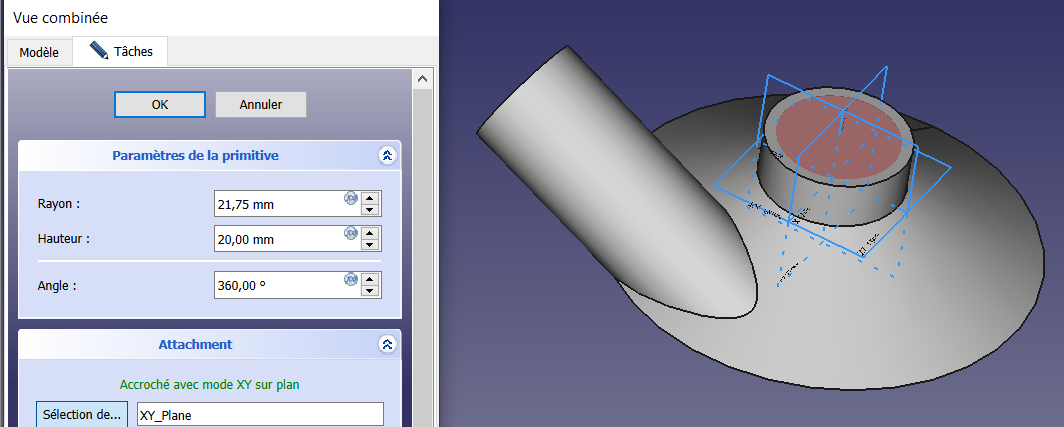 Vue combinée
Modèle
Tâches
OK
Annuler
Paramètres de la primitive
Rayon :
21,75 mm
Hauteur :
20,00 mm
Angle :
360,00 º
Attachment
Accroché avec mode XY sur plan
Sélection de...
XY_Plane